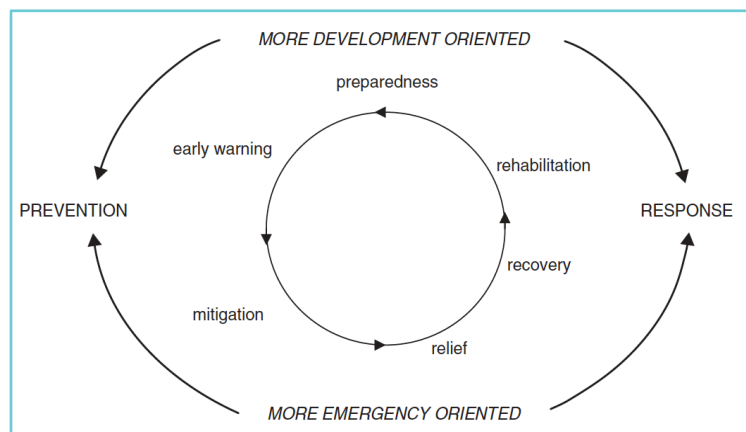 MORE DEVELOPMENT ORIENTED
preparedness
early warning
rehabilitation
PREVENTION
RESPONSE
recovery
mitigation
relief
MORE EMERGENCY ORIENTED